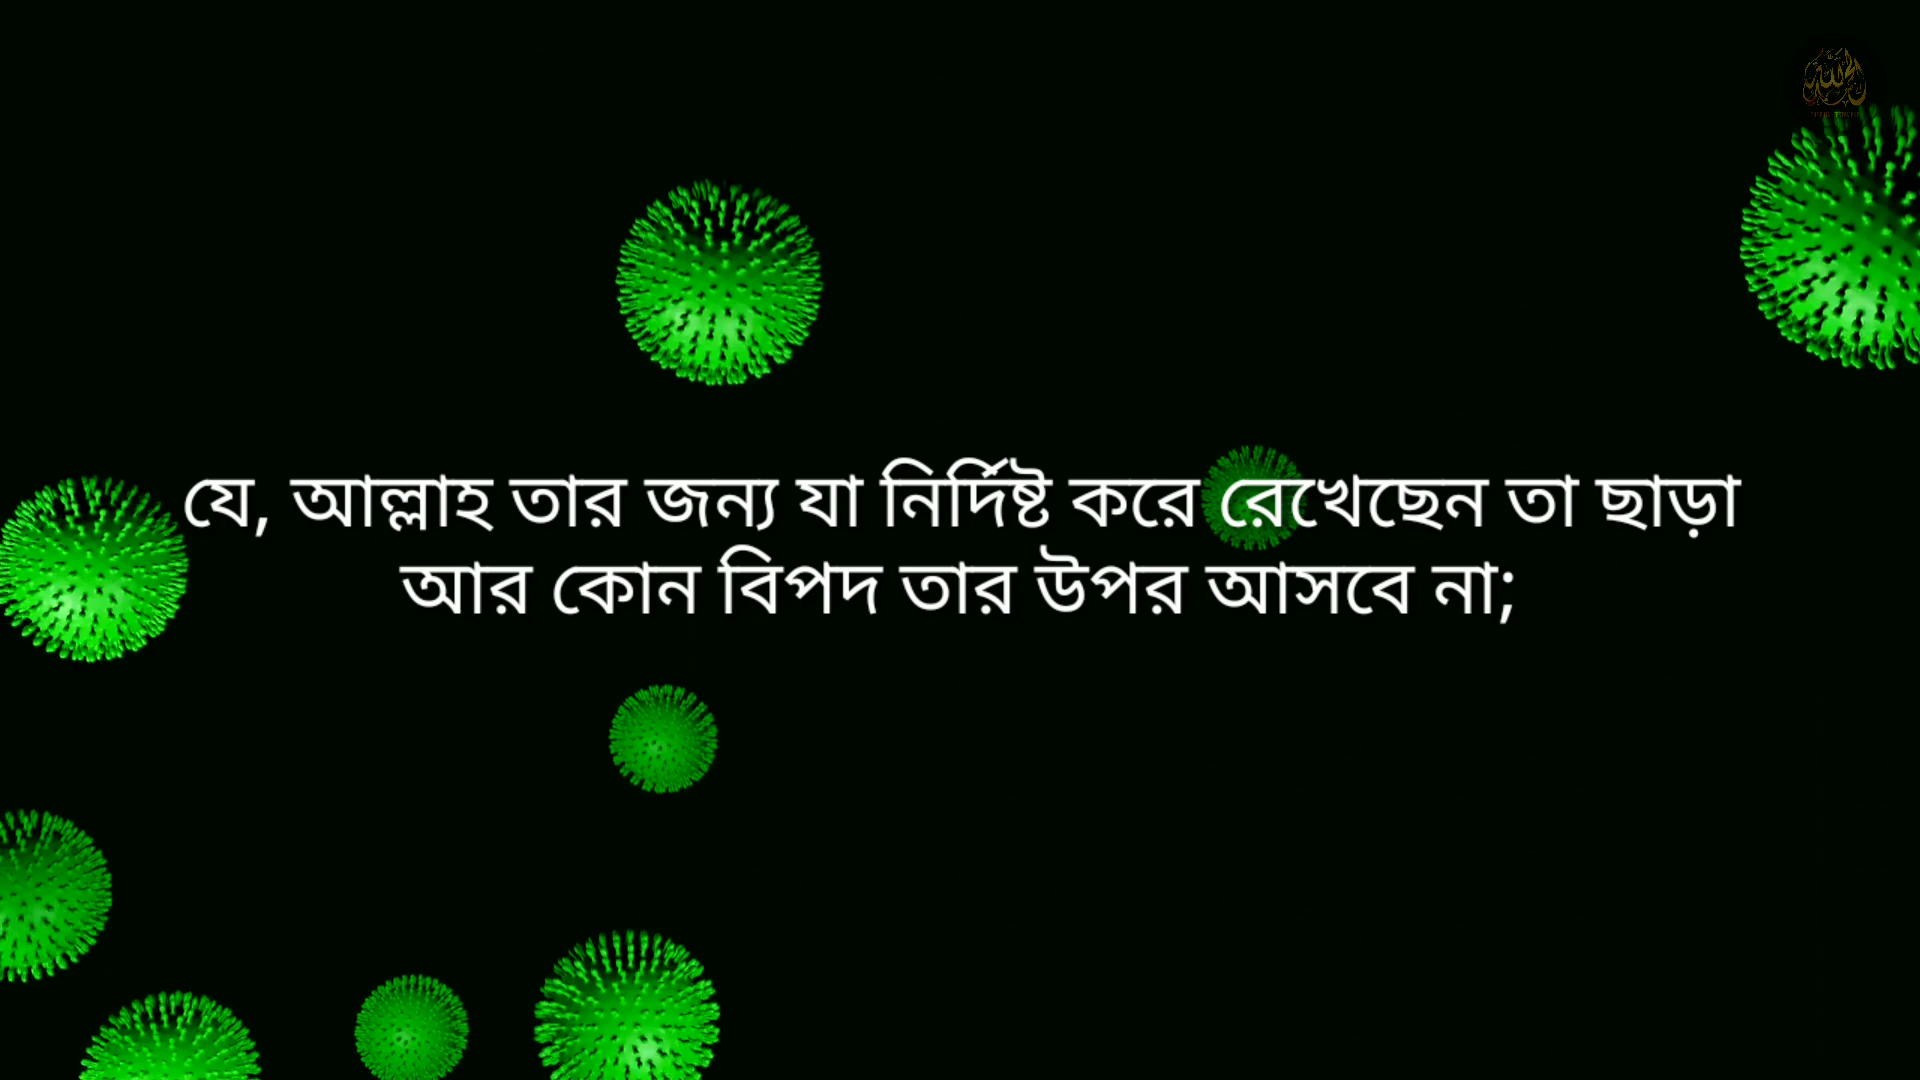 যে, আল্লাহ তার জন্য যা নির্দিষ্ট করে রেখেছেন তা ছাড়া
আর কোন বিপদ তার উপর আসবে না;